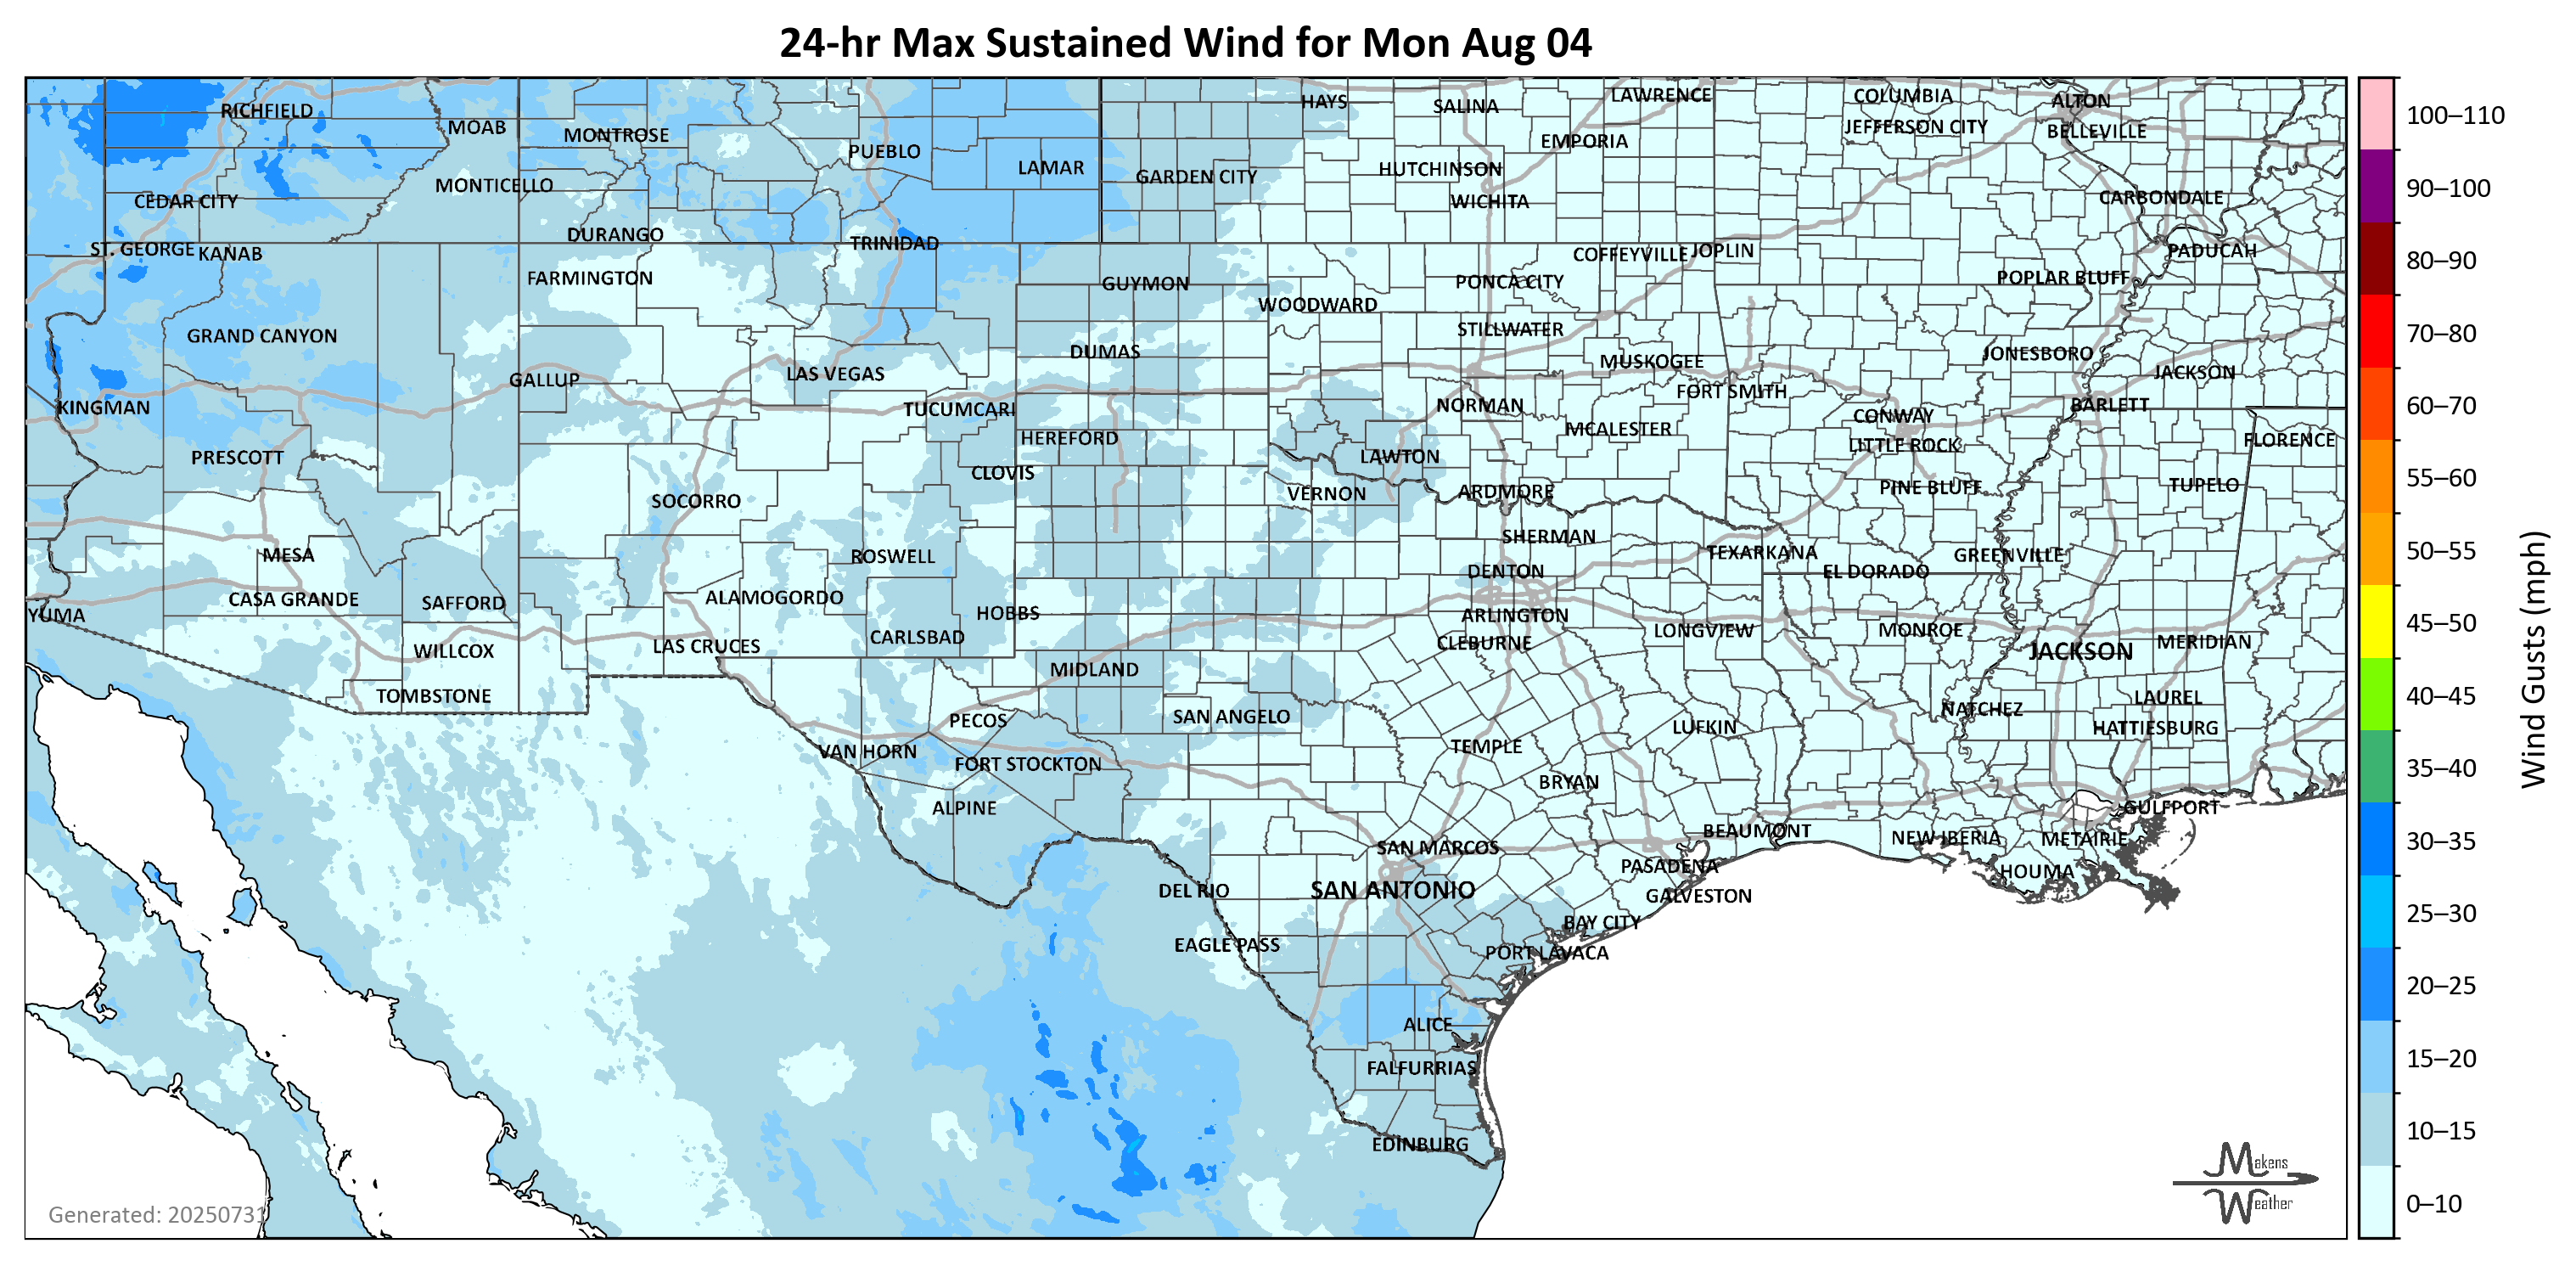 24-hr Max Sustained Wind for Mon Aug 04
RICHFIELD
MOAB
MONTROSE
PUEBLO
LAMAR
HAYS
SALINA
LAWRENCE
COLUMBIA
ALTON
EMPORIA
JEFFERSON CITY
BELLEVILLE
MONTICELLO
GARDEN CITY
HUTCHINSON
CEDAR CITY
WICHITA
CARBONDALE
DURANGO
TRINIDAD
ST. GEORGE
KANAB
FARMINGTON
GUYMON
COFFEYVILLE
JOPLIN
PADUCAH
PONCA CITY
POPLAR BLUFF
WOODWARD
GRAND CANYON
STILLWATER
DUMAS
MUSKOGEE
JONESBORO
GALLUP
LAS VEGAS
JACKSON
FORT SMITH
KINGMAN
TUCUMCARI
NORMAN
BARLETT
CONWAY
HEREFORD
MCALESTER
LITTLE ROCK
FLORENCE
PRESCOTT
CLOVIS
LAWTON
SOCORRO
VERNON
ARDMORE
PINE BLUFF
TUPELO
SHERMAN
MESA
ROSWELL
TEXARKANA
GREENVILLE
DENTON
EL DORADO
CASA GRANDE
SAFFORD
ALAMOGORDO
HOBBS
YUMA
ARLINGTON
CARLSBAD
CLEBURNE
LONGVIEW
MONROE
WILLCOX
LAS CRUCES
JACKSON
MERIDIAN
MIDLAND
TOMBSTONE
LAUREL
PECOS
SAN ANGELO
NATCHEZ
LUFKIN
HATTIESBURG
VAN HORN
FORT STOCKTON
TEMPLE
BRYAN
ALPINE
GULFPORT
BEAUMONT
NEW IBERIA
METAIRIE
SAN MARCOS
PASADENA
HOUMA
DEL RIO
SAN ANTONIO
GALVESTON
BAY CITY
EAGLE PASS
PORT LAVACA
ALICE
FALFURRIAS
EDINBURG
Generated: 20250731
Makens
Weather
100–110
90–100
80–90
70–80
60–70
55–60
50–55
45–50
40–45
35–40
30–35
25–30
20–25
15–20
10–15
0–10
Wind Gusts (mph)